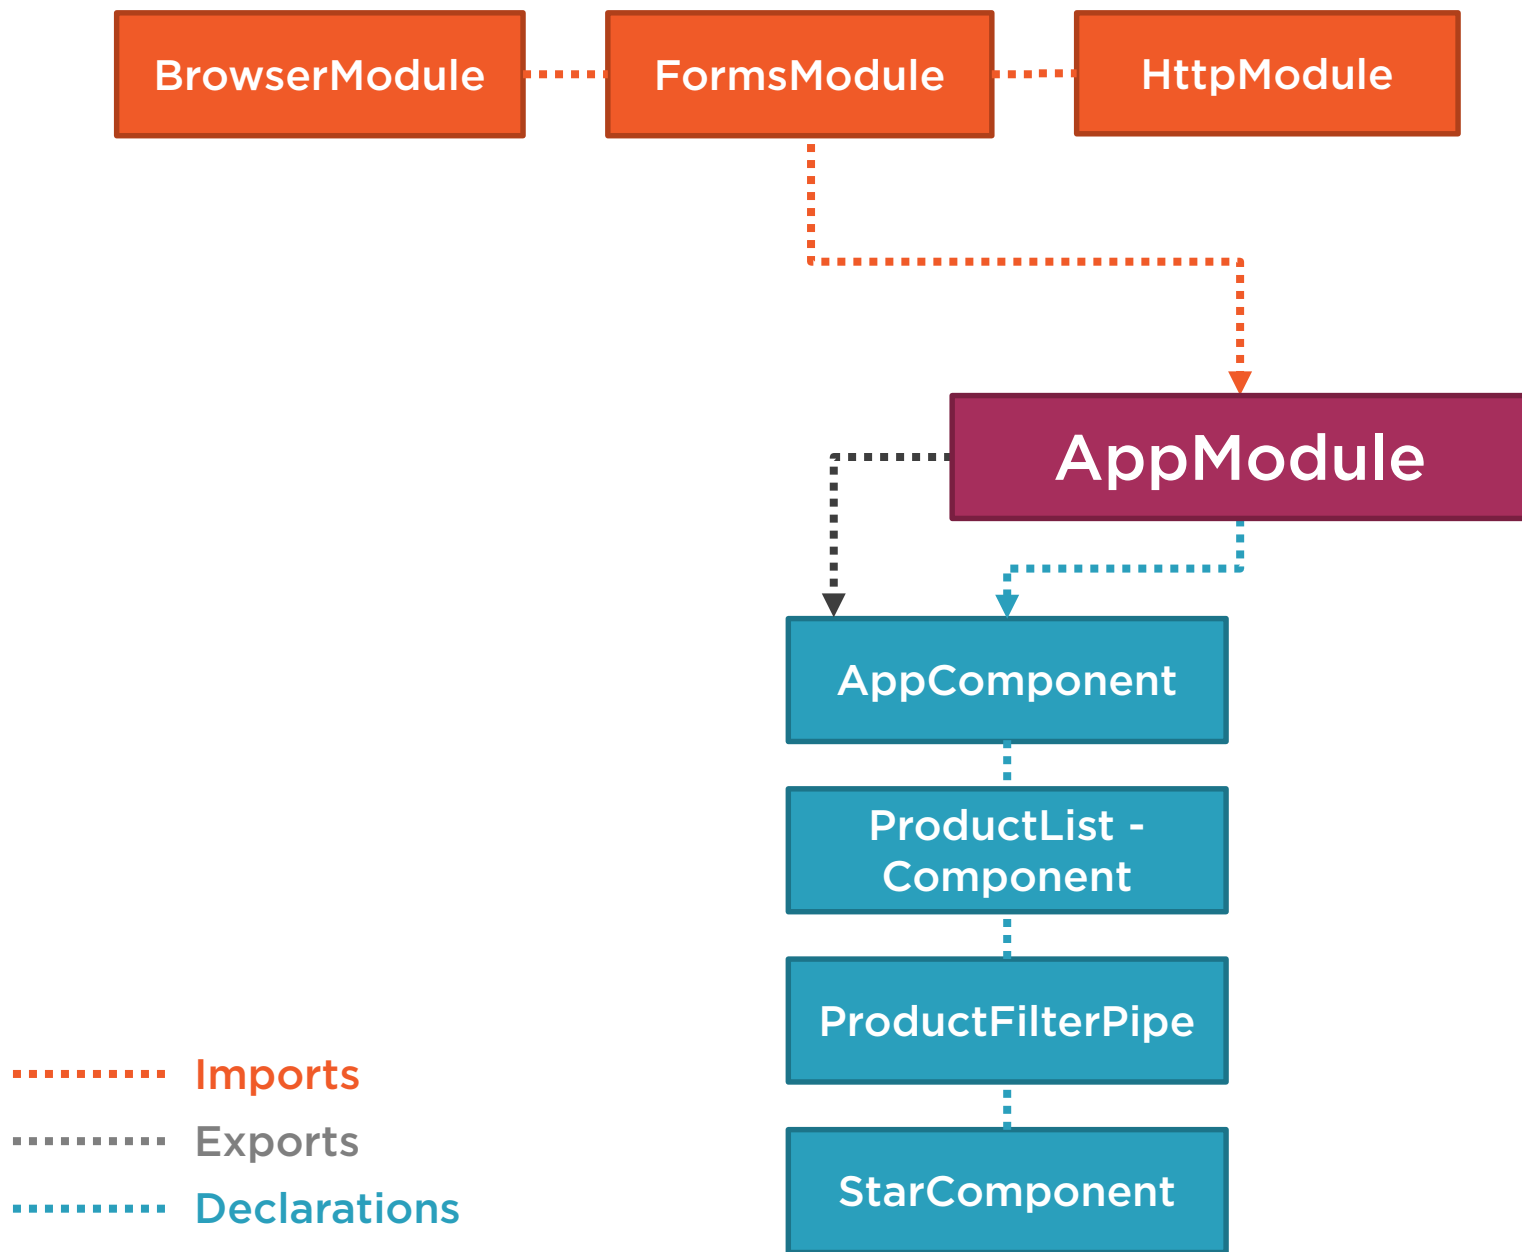 BrowserModule
FormsModule
HttpModule
AppModule
AppComponent
ProductList -
Component
ProductFilterPipe
StarComponent
Imports
Exports
Declarations